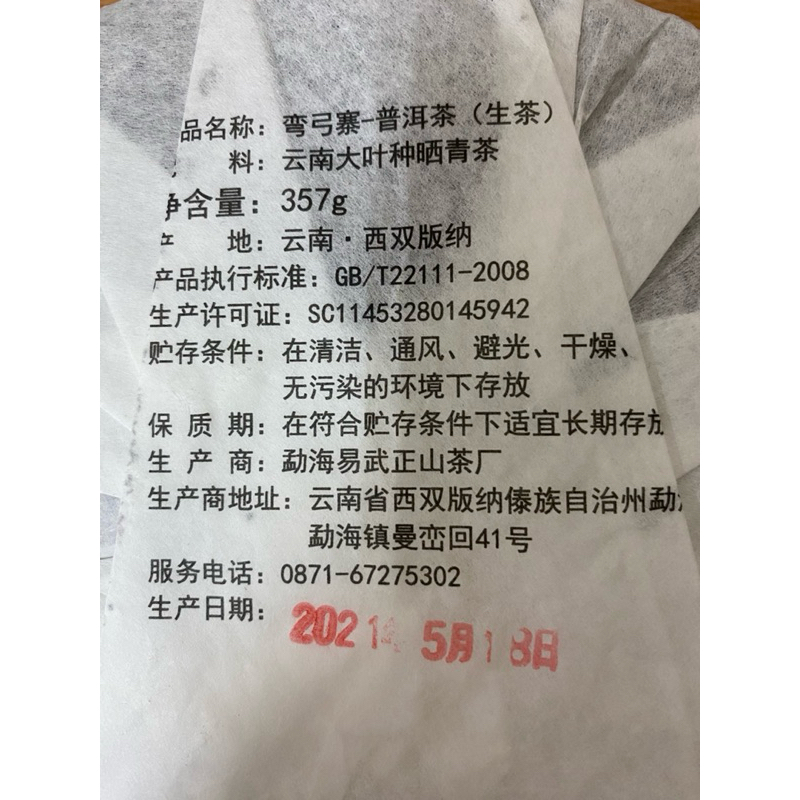 品名称：弯弓寨-普洱茶（生茶）
料：云南大叶种晒青茶
净含量：357g
产 地：云南·西双版纳
产品执行标准：GB/T22111-2008
生产许可证：SC11453280145942
贮存条件：在清洁、通风、避光、干燥、
无污染的环境下存放
保 质 期：在符合贮存条件下适宜长期存放
生 产 商：勐海易武正山茶厂
生产商地址：云南省西双版纳傣族自治州勐
勐海镇曼峦回41号
服务电话：0871-67275302
生产日期：2021年5月18日